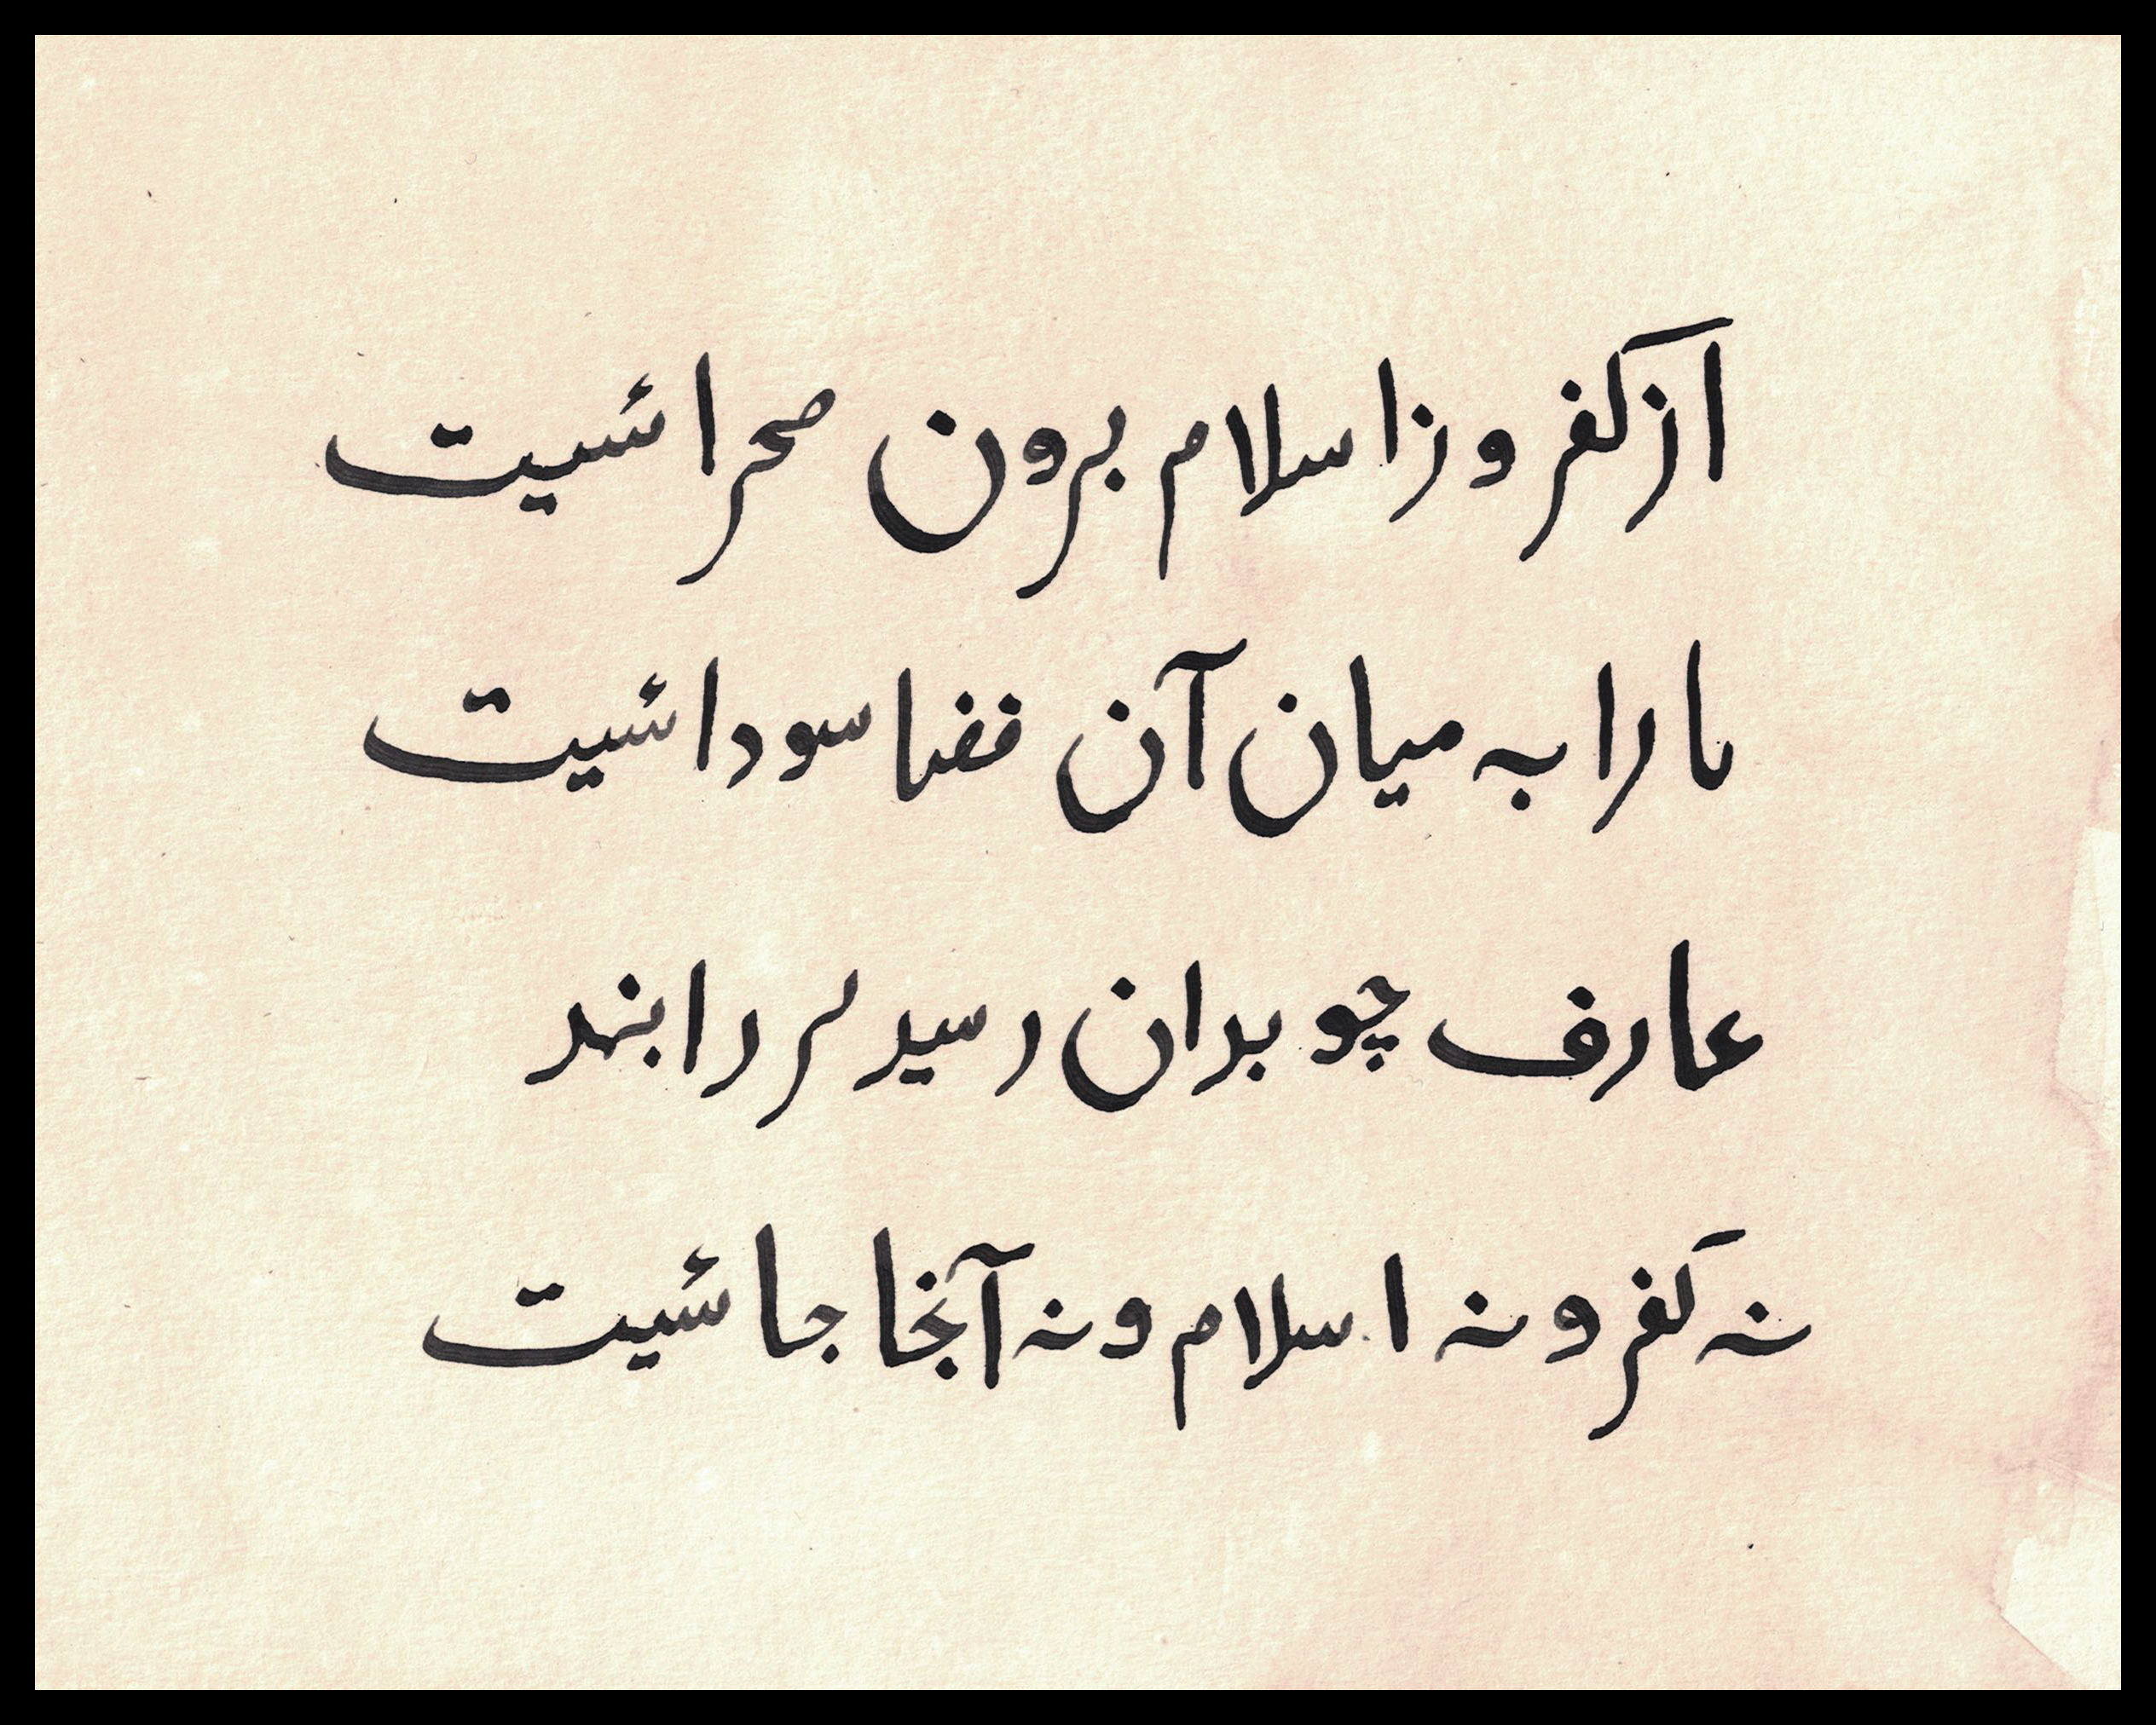 از کفر و ز اسلام برون صحرائیست
ما را به میان آن فضا سودائیست
عارف چو بدان رسید سر را بنهد
نه کفر و نه اسلام و نه آنجا جائیست